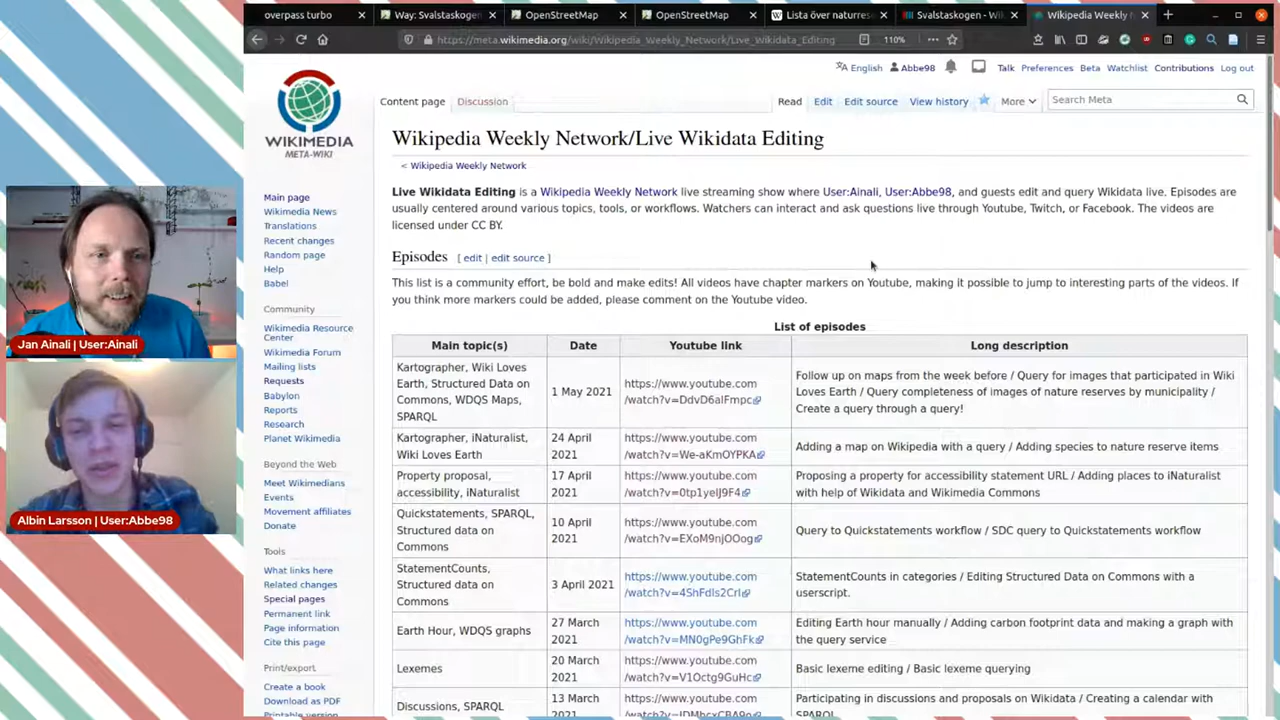 overpass turbo
Way: Svalstaskogen
OpenStreetMap
OpenStreetMap
Lista över naturres
Svalstaskogen - Wik
Wikipedia Weekly N
https://meta.wikimedia.org/wiki/Wikipedia_Weekly_Network/Live_Wikidata_Editing
110%
English
Abbe98
Talk
Preferences
Beta
Watchlist
Contributions
Log out
Content page
Discussion
Read
Edit
Edit source
View history
More
Search Meta
WIKIMEDIA
META-WIKI
Main page
Wikimedia News
Translations
Recent changes
Random page
Help
Babel
Community
Wikimedia Resource
Center
Wikimedia Forum
Mailing lists
Requests
Babylon
Reports
Research
Planet Wikimedia
Beyond the Web
Meet Wikimedians
Events
Movement affiliates
Donate
Tools
What links here
Related changes
Special pages
Permanent link
Page information
Cite this page
Print/export
Create a book
Download as PDF
Printable version
Wikipedia Weekly Network/Live Wikidata Editing
< Wikipedia Weekly Network
Live Wikidata Editing is a Wikipedia Weekly Network live streaming show where User:Ainali, User:Abbe98, and guests edit and query Wikidata live. Episodes are
usually centered around various topics, tools, or workflows. Watchers can interact and ask questions live through Youtube, Twitch, or Facebook. The videos are
licensed under CC BY.
Episodes [ edit | edit source ]
This list is a community effort, be bold and make edits! All videos have chapter markers on Youtube, making it possible to jump to interesting parts of the videos. If
you think more markers could be added, please comment on the Youtube video.
List of episodes
Main topic(s) Date Youtube link Long description
Kartographer, Wiki Loves
Earth, Structured Data on
Commons, WDQS Maps,
SPARQL
1 May 2021
https://www.youtube.com
/watch?v=DdvD6alFmpc
Follow up on maps from the week before / Query for images that participated in Wiki
Loves Earth / Query completeness of images of nature reserves by municipality /
Create a query through a query!
Kartographer, iNaturalist,
Wiki Loves Earth
24 April
2021
https://www.youtube.com
/watch?v=We-aKmOYPKA
Adding a map on Wikipedia with a query / Adding species to nature reserve items
Property proposal,
accessibility, iNaturalist
17 April
2021
https://www.youtube.com
/watch?v=0tp1yeIJ9F4
Proposing a property for accessibility statement URL / Adding places to iNaturalist
with help of Wikidata and Wikimedia Commons
Quickstatements, SPARQL,
Structured data on
Commons
10 April
2021
https://www.youtube.com
/watch?v=EXoM9njOOog
Query to Quickstatements workflow / SDC query to Quickstatements workflow
StatementCounts,
Structured data on
Commons
3 April 2021
https://www.youtube.com
/watch?v=4ShFdIs2CrI
StatementCounts in categories / Editing Structured Data on Commons with a
userscript.
Earth Hour, WDQS graphs
27 March
2021
https://www.youtube.com
/watch?v=MN0gPe9GhFk
Editing Earth hour manually / Adding carbon footprint data and making a graph with
the query service
Lexemes
20 March
2021
https://www.youtube.com
/watch?v=V1Octg9GuHc
Basic lexeme editing / Basic lexeme querying
Discussions, SPARQL
13 March
2021
https://www.youtube.com
Participating in discussions and proposals on Wikidata / Creating a calendar with
SPARQL
Jan Ainali | User:Ainali
Albin Larsson | User:Abbe98